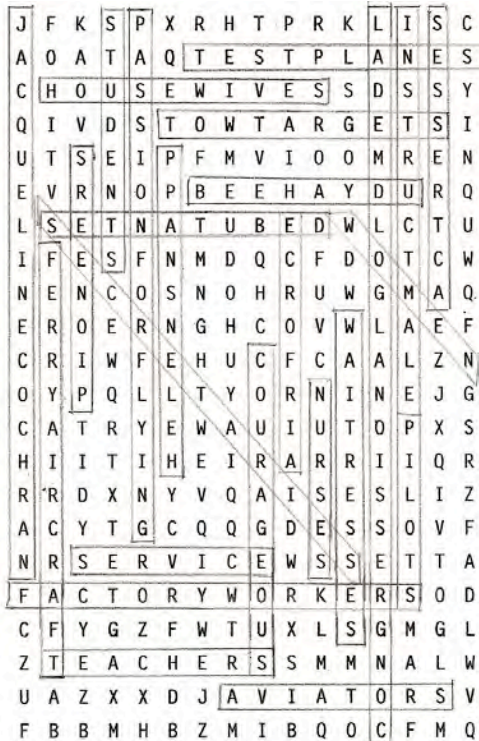 J F K S P X R H T P R K L I S C
A O A T A Q T E S T P L A N E S
C H O U S E W I V E S S D S S Y
Q I V D S T O W T A R G E T S I
U T S E I P F M V I O O M R E N
E V R N O P B E E H A Y D U R Q
L S E T N A T U B E D W L C T U
I F E S F N M D Q C F D O T C W
N E N C O S N O H R U W G M A Q
E R O E R N G H C O V W L A E F
C R I W F E H U C F C A A L Z N
O Y P Q L L T Y O R N I N E J G
C A T R Y E W A U I U T O P X S
H I I T I H E I R A R R I I Q R
R R D X N Y V Q A I S E S L I Z
A C Y T G C Q Q G D E S S O V F
N R S E R V I C E W S S E T T A
F A C T O R Y W O R K E R S O D
C F Y G Z F W T U X L S G M G L
Z T E A C H E R S S M M N A L W
U A Z X X D J A V I A T O R S V
F B B M H B Z M I B Q O C F M Q